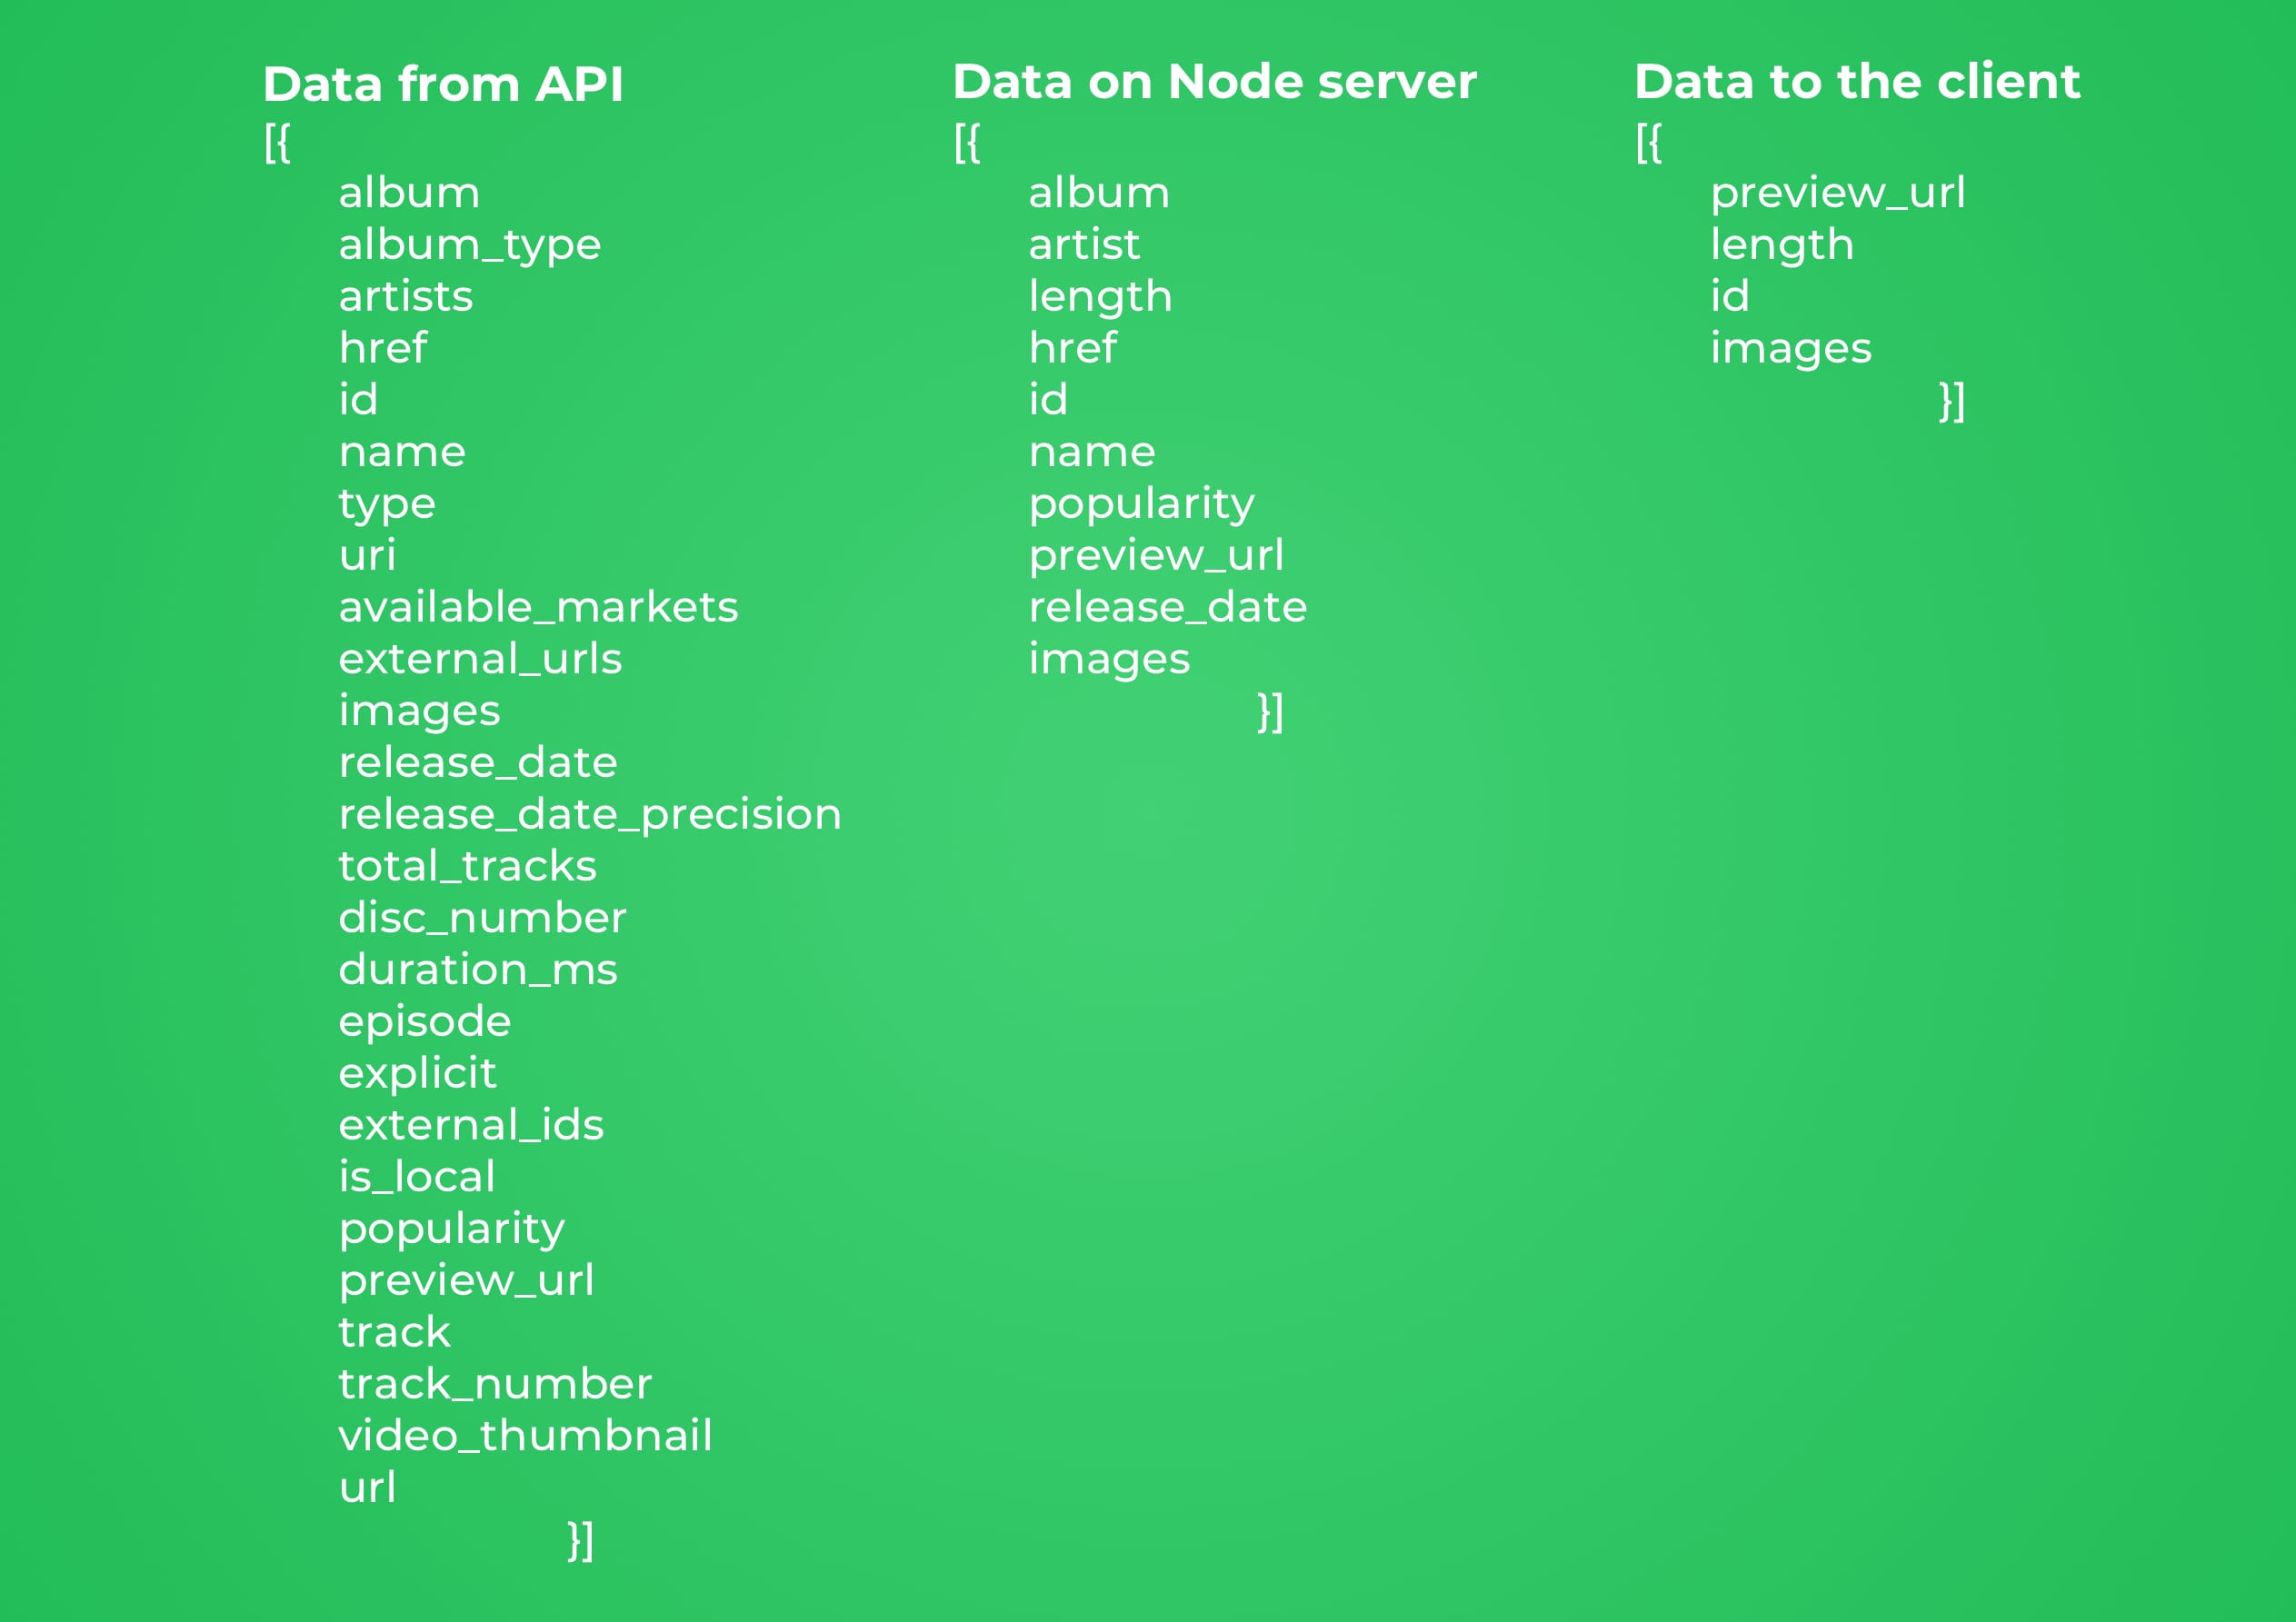 Data from API
[{
album
album_type
artists
href
id
name
type
uri
available_markets
external_urls
images
release_date
release_date_precision
total_tracks
disc_number
duration_ms
episode
explicit
external_ids
is_local
popularity
preview_url
track
track_number
video_thumbnail
url
}]
Data on Node server
[{
album
artist
length
href
id
name
popularity
preview_url
release_date
images
}]
Data to the client
[{
preview_url
length
id
images
}]